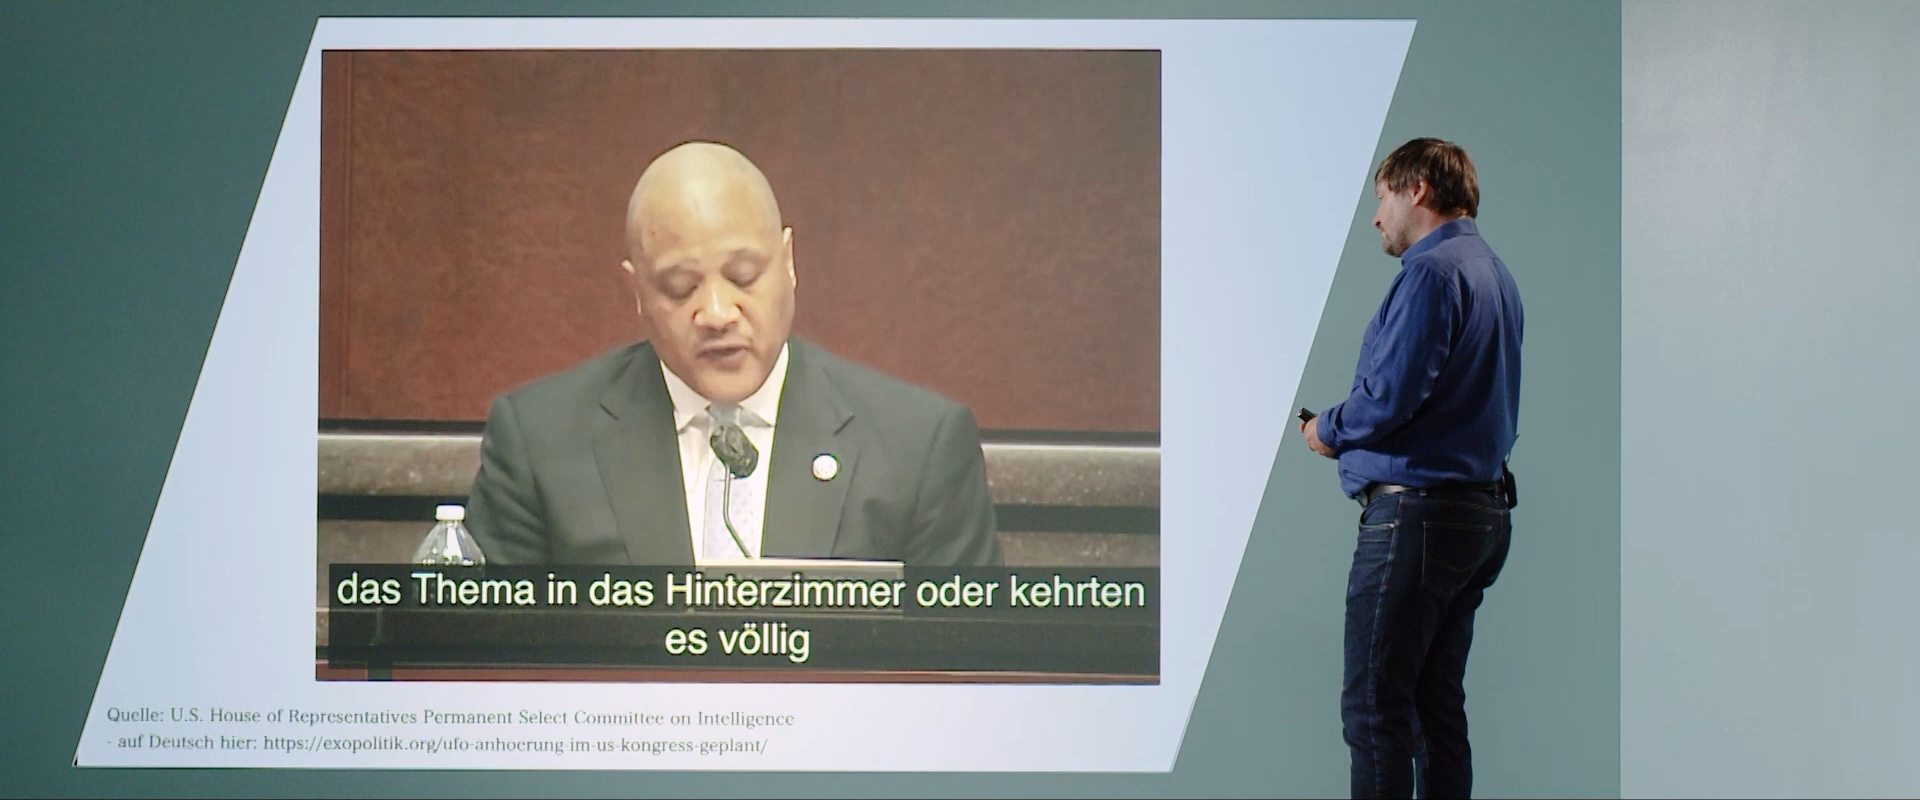 das Thema in das Hinterzimmer oder kehrten
es völlig
Quelle: U.S. House of Representatives Permanent Select Committee on Intelligence
- auf Deutsch hier: https://exopolitik.org/ufo-anhoerung-im-us-kongress-geplant/